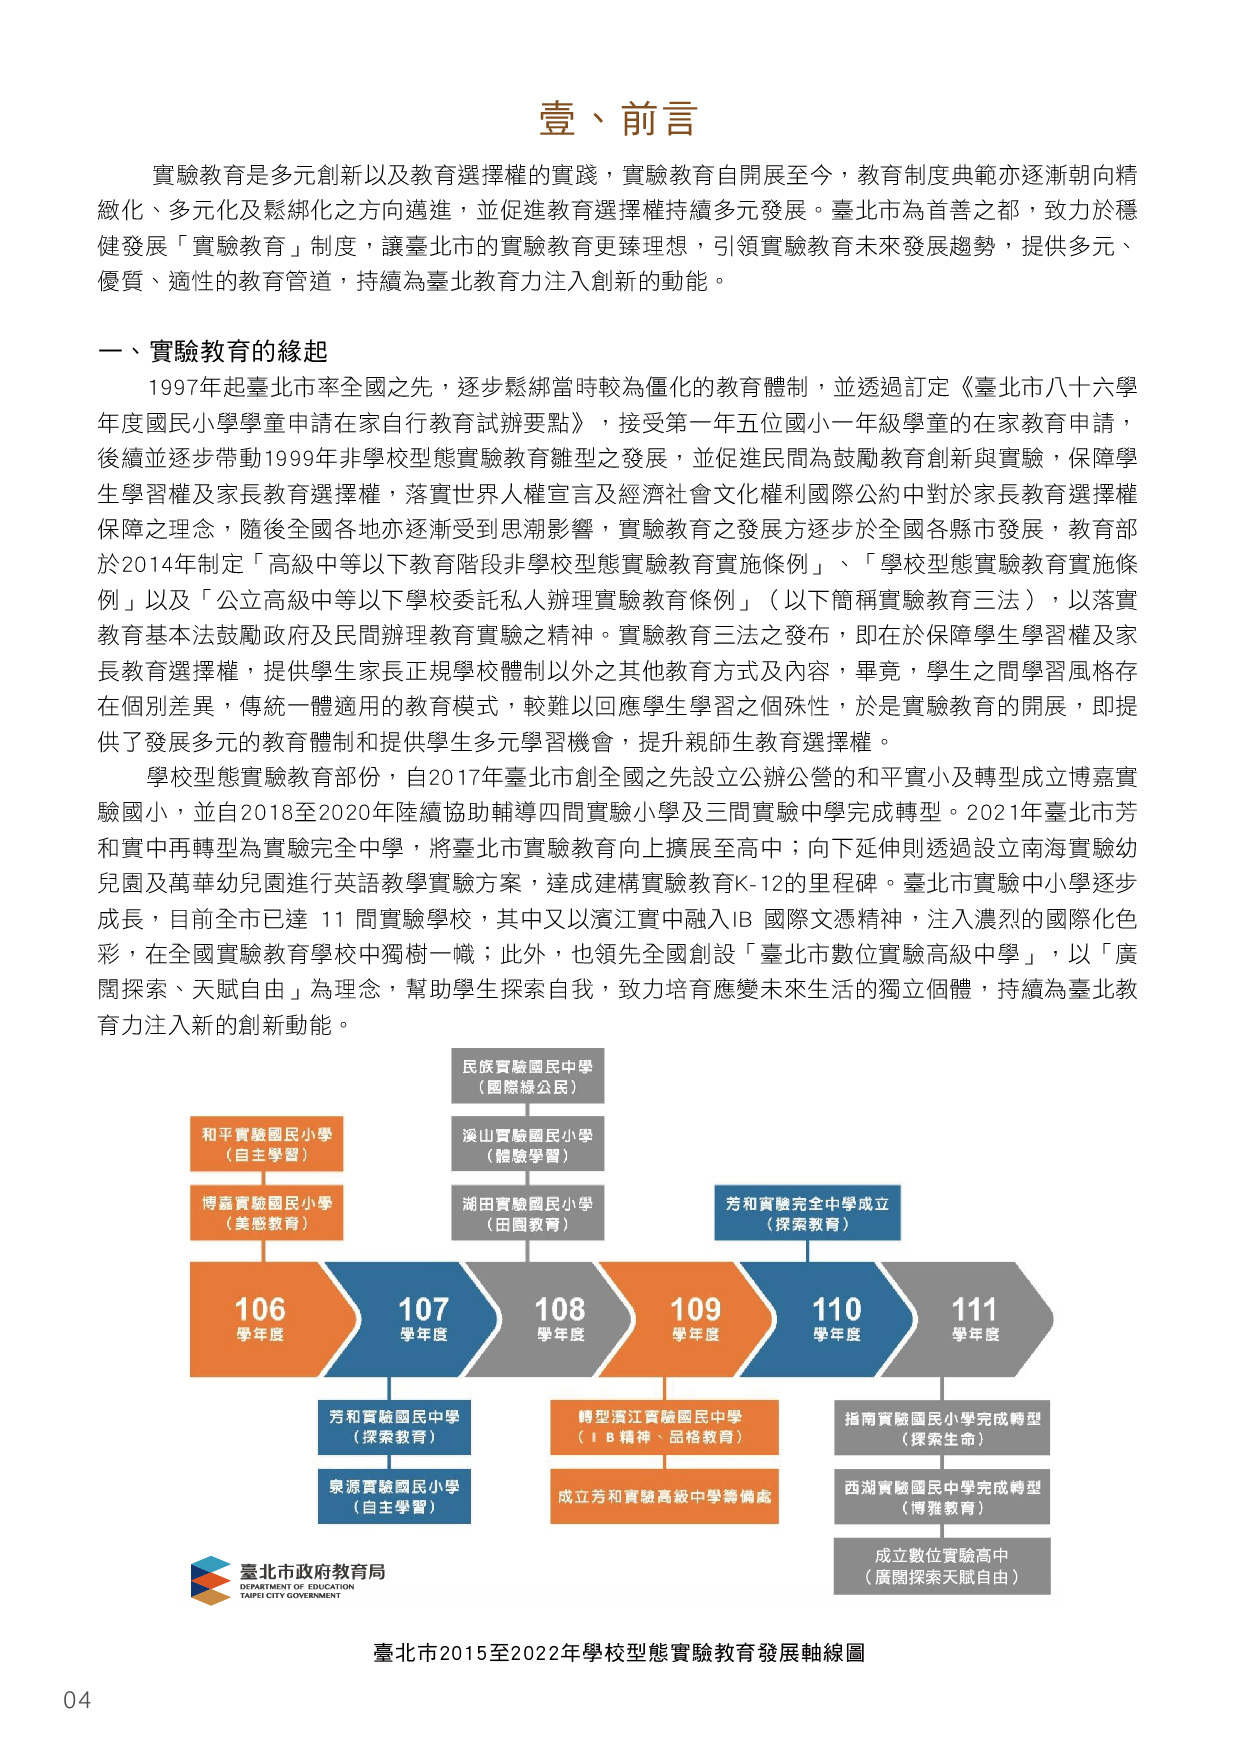 壹、前言
實驗教育是多元創新以及教育選擇權的實踐，實驗教育自開展至今，教育制度典範亦逐漸朝向精
緻化、多元化及鬆綁化之方向邁進，並促進教育選擇權持續多元發展。臺北市為首善之都，致力於穩
健發展「實驗教育」制度，讓臺北市的實驗教育更臻理想，引領實驗教育未來發展趨勢，提供多元、
優質、適性的教育管道，持續為臺北教育力注入創新的動能。
一、實驗教育的緣起
1997年起臺北市率全國之先，逐步鬆綁當時較為僵化的教育體制，並透過訂定《臺北市八十六學
年度國民小學學童申請在家自行教育試辦要點》，接受第一年五位國小一年級學童的在家教育申請，
後續並逐步帶動1999年非學校型態實驗教育雛型之發展，並促進民間為鼓勵教育創新與實驗，保障學
生學習權及家長教育選擇權，落實世界人權宣言及經濟社會文化權利國際公約中對於家長教育選擇權
保障之理念，隨後全國各地亦逐漸受到思潮影響，實驗教育之發展方逐步於全國各縣市發展，教育部
於2014年制定「高級中等以下教育階段非學校型態實驗教育實施條例」、「學校型態實驗教育實施條
例」以及「公立高級中等以下學校委託私人辦理實驗教育條例」（以下簡稱實驗教育三法），以落實
教育基本法鼓勵政府及民間辦理教育實驗之精神。實驗教育三法之發布，即在於保障學生學習權及家
長教育選擇權，提供學生家長正規學校體制以外之其他教育方式及內容，畢竟，學生之間學習風格存
在個別差異，傳統一體適用的教育模式，較難以回應學生學習之個殊性，於是實驗教育的開展，即提
供了發展多元的教育體制和提供學生多元學習機會，提升親師生教育選擇權。
學校型態實驗教育部份，自2017年臺北市創全國之先設立公辦公營的和平實小及轉型成立博嘉實
驗國小，並自2018至2020年陸續協助輔導四間實驗小學及三間實驗中學完成轉型。2021年臺北市芳
和實中再轉型為實驗完全中學，將臺北市實驗教育向上擴展至高中；向下延伸則透過設立南海實驗幼
兒園及萬華幼兒園進行英語教學實驗方案，達成建構實驗教育K-12的里程碑。臺北市實驗中小學逐步
成長，目前全市已達 11 間實驗學校，其中又以濱江實中融入IB 國際文憑精神，注入濃烈的國際化色
彩，在全國實驗教育學校中獨樹一幟；此外，也領先全國創設「臺北市數位實驗高級中學」，以「廣
闊探索、天賦自由」為理念，幫助學生探索自我，致力培育應變未來生活的獨立個體，持續為臺北教
育力注入新的創新動能。
民族實驗國民中學
（國際綠公民）
和平實驗國民小學
（自主學習）
溪山實驗國民小學
（體驗學習）
博嘉實驗國民小學
（美感教育）
湖田實驗國民小學
（田園教育）
芳和實驗完全中學成立
（探索教育）
106
學年度
107
學年度
108
學年度
109
學年度
110
學年度
111
學年度
芳和實驗國民中學
（探索教育）
轉型濱江實驗國民中學
（ＩＢ精神、品格教育）
指南實驗國民小學完成轉型
（探索生命）
泉源實驗國民小學
（自主學習）
成立芳和實驗高級中學籌備處
西湖實驗國民中學完成轉型
（博雅教育）
成立數位實驗高中
（廣闊探索天賦自由）
臺北市政府教育局
DEPARTMENT OF EDUCATION
TAIPEI CITY GOVERNMENT
臺北市2015至2022年學校型態實驗教育發展軸線圖
04